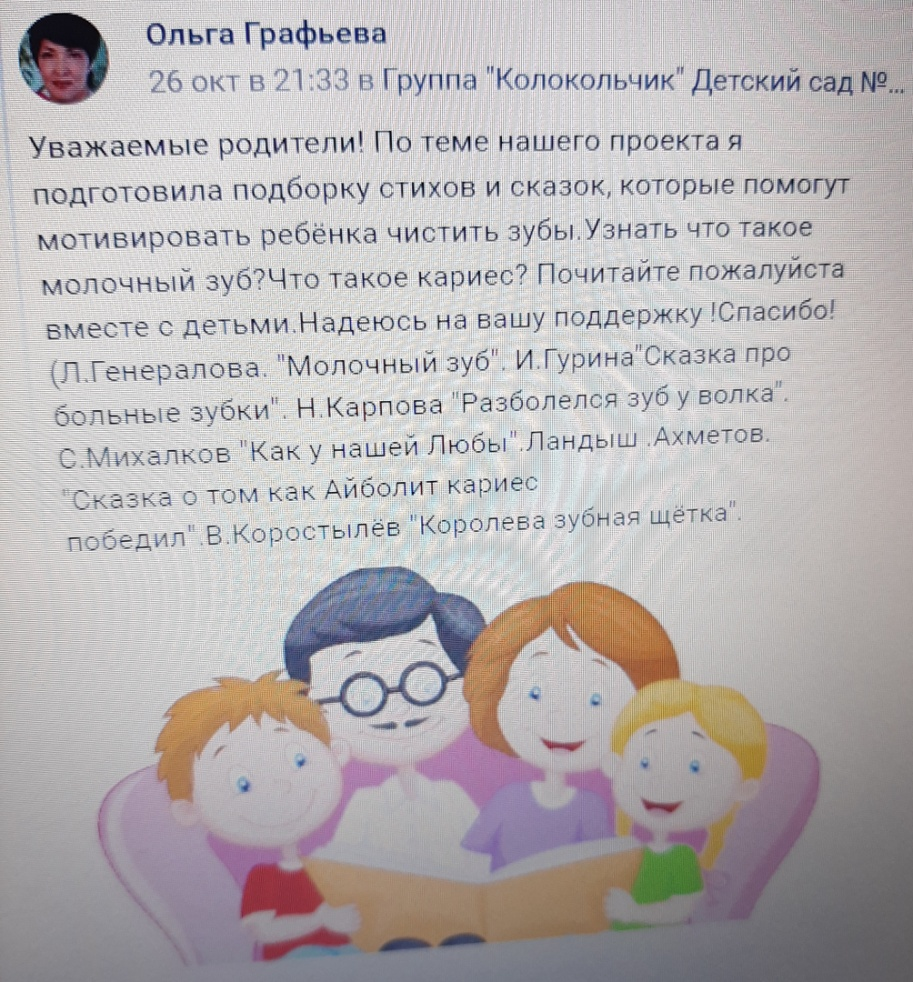 Ольга Графьева
26 окт в 21:33 в Группа "Колокольчик" Детский сад №...
Уважаемые родители! По теме нашего проекта я
подготовила подборку стихов и сказок, которые помогут
мотивировать ребёнка чистить зубы.Узнать что такое
молочный зуб?Что такое кариес? Почитайте пожалуйста
вместе с детьми.Надеюсь на вашу поддержку !Спасибо!
(Л.Генералова. "Молочный зуб". И.Гурина"Сказка про
больные зубки". Н.Карпова "Разболелся зуб у волка".
С.Михалков "Как у нашей Любы".Ландыш .Ахметов.
"Сказка о том как Айболит кариес
победил".В.Коростылёв "Королева зубная щётка".